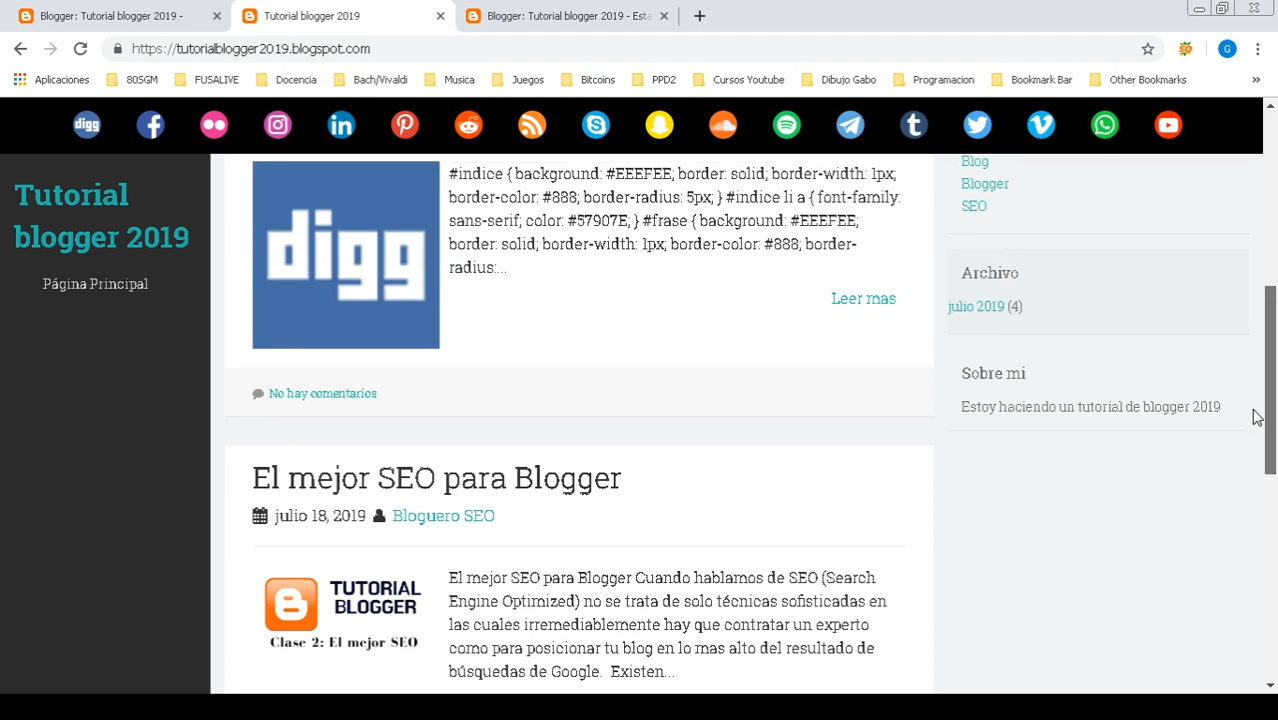 Blogger: Tutorial blogger 2019 -
Tutorial blogger 2019
Blogger: Tutorial blogger 2019 - Esta
https://tutorialblogger2019.blogspot.com
G
Aplicaciones
80SGM
FUSALIVE
Docencia
Bach/Vivaldi
Musica
Juegos
Bitcoins
PPD2
Cursos Youtube
Dibujo Gabo
Programacion
Bookmark Bar
Other Bookmarks
digg
Tutorial
blogger 2019
Página Principal
digg
#indice { background: #EEEFEE; border: solid; border-width: 1px;
border-color: #888; border-radius: 5px; } #indice li a { font-family:
sans-serif; color: #57907E; } #frase { background: #EEEFEE;
border: solid; border-width: 1px; border-color: #888; border-
radius:...
Leer mas
No hay comentarios
El mejor SEO para Blogger
julio 18, 2019 Bloguero SEO
TUTORIAL
BLOGGER
Clase 2: El mejor SEO
El mejor SEO para Blogger Cuando hablamos de SEO (Search
Engine Optimized) no se trata de solo técnicas sofisticadas en
las cuales irremediablemente hay que contratar un experto
como para posicionar tu blog en lo mas alto del resultado de
búsquedas de Google.  Existen...
Blog
Blogger
SEO
Archivo
julio 2019 (4)
Sobre mi
Estoy haciendo un tutorial de blogger 2019